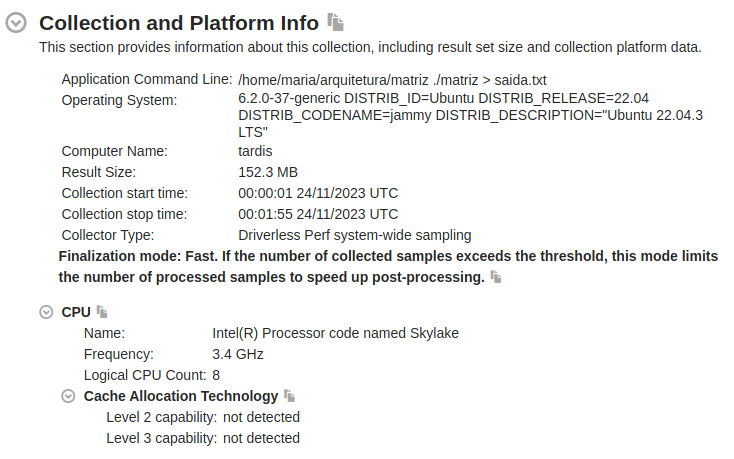 Collection and Platform Info
This section provides information about this collection, including result set size and collection platform data.
Application Command Line: /home/maria/arquitetura/matriz ./matriz > saida.txt
Operating System: 6.2.0-37-generic DISTRIB_ID=Ubuntu DISTRIB_RELEASE=22.04
DISTRIB_CODENAME=jammy DISTRIB_DESCRIPTION="Ubuntu 22.04.3
LTS"
Computer Name: tardis
Result Size: 152.3 MB
Collection start time: 00:00:01 24/11/2023 UTC
Collection stop time: 00:01:55 24/11/2023 UTC
Collector Type: Driverless Perf system-wide sampling
Finalization mode: Fast. If the number of collected samples exceeds the threshold, this mode limits
the number of processed samples to speed up post-processing.
CPU
Name: Intel(R) Processor code named Skylake
Frequency: 3.4 GHz
Logical CPU Count: 8
Cache Allocation Technology
Level 2 capability: not detected
Level 3 capability: not detected